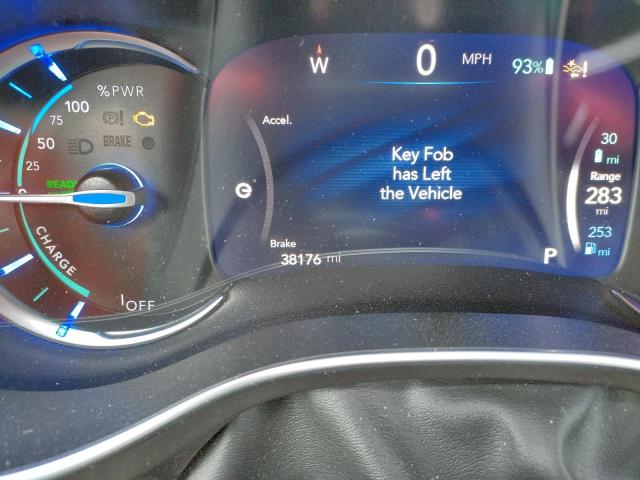 W 0 MPH 93%
%PWR
100
75
50
25
0
BRAKE
READY
CHARGE
OFF
Accel.
Key Fob
has Left
the Vehicle
Brake
38176 mi
P
30
mi
Range
283
mi
253
mi